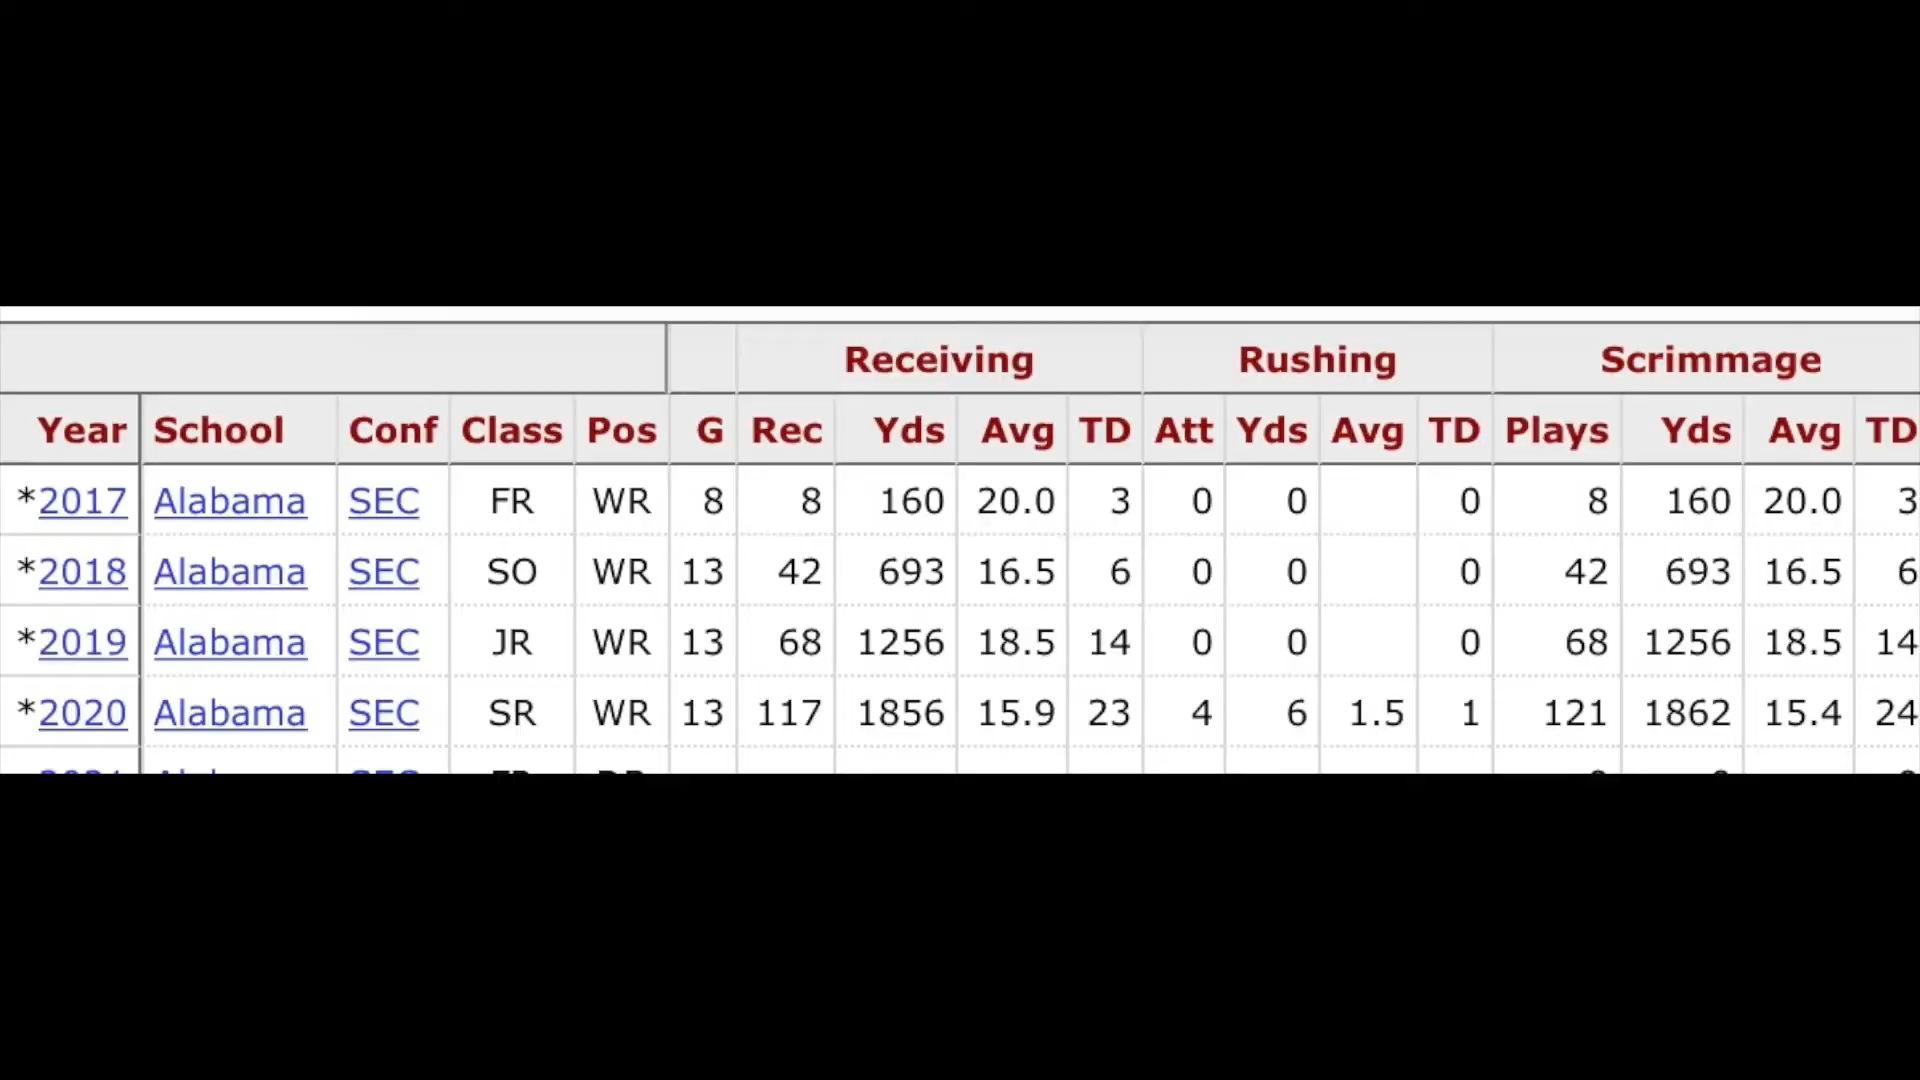 Receiving Rushing Scrimmage
Year School Conf Class Pos G Rec Yds Avg TD Att Yds Avg TD Plays Yds Avg TD
*2017 Alabama SEC FR WR 8 8 160 20.0 3 0 0 0 8 160 20.0 3
*2018 Alabama SEC SO WR 13 42 693 16.5 6 0 0 0 42 693 16.5 6
*2019 Alabama SEC JR WR 13 68 1256 18.5 14 0 0 0 68 1256 18.5 14
*2020 Alabama SEC SR WR 13 117 1856 15.9 23 4 6 1.5 1 121 1862 15.4 24